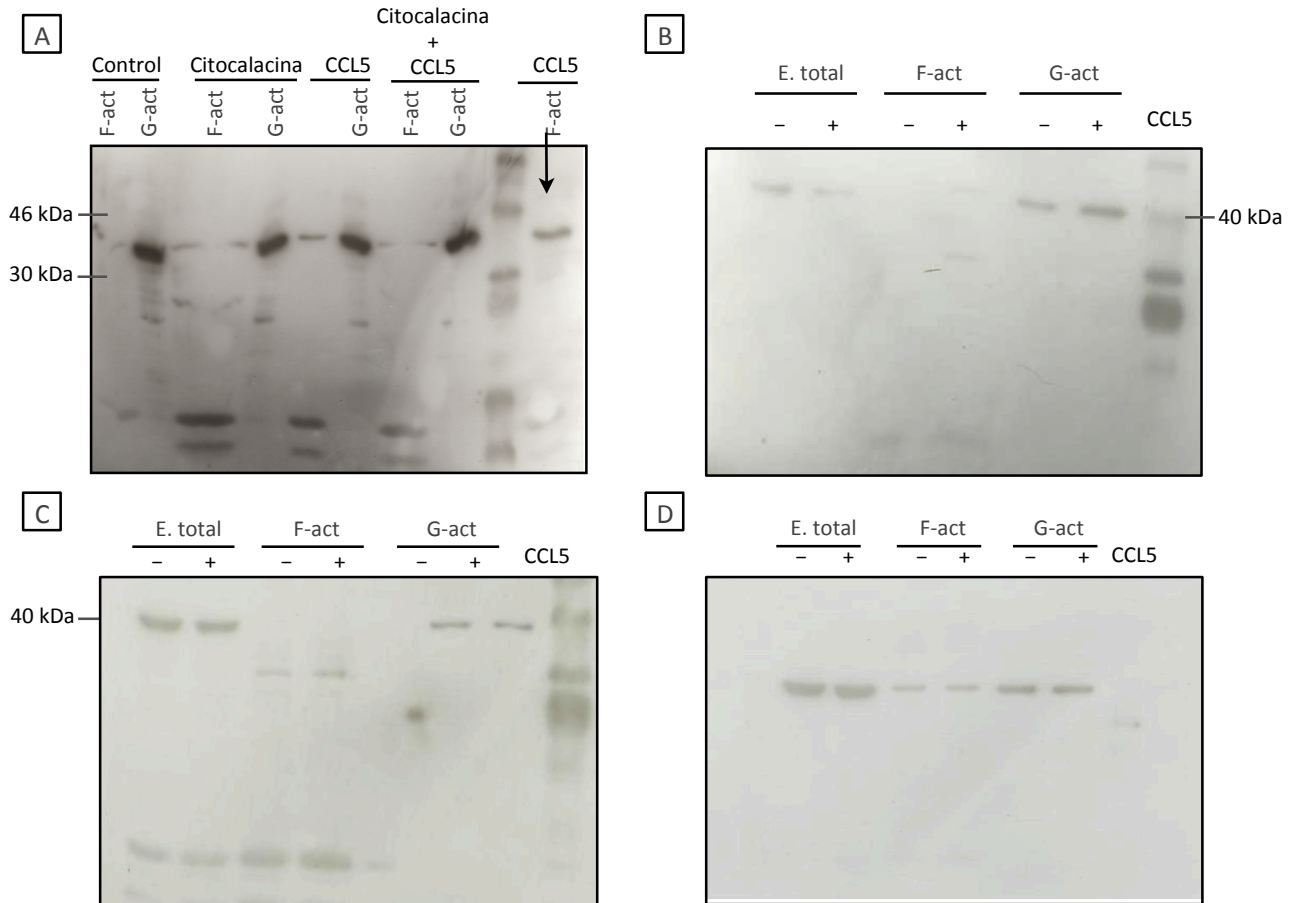 A
Citocalacina
+
Control Citocalacina CCL5 CCL5 CCL5
F-act G-act F-act G-act F-act G-act F-act
46 kDa
30 kDa
B
E. total F-act G-act
– + – + – + CCL5
40 kDa
C
E. total F-act G-act
– + – + – + CCL5
40 kDa
D
E. total F-act G-act
– + – + – + CCL5